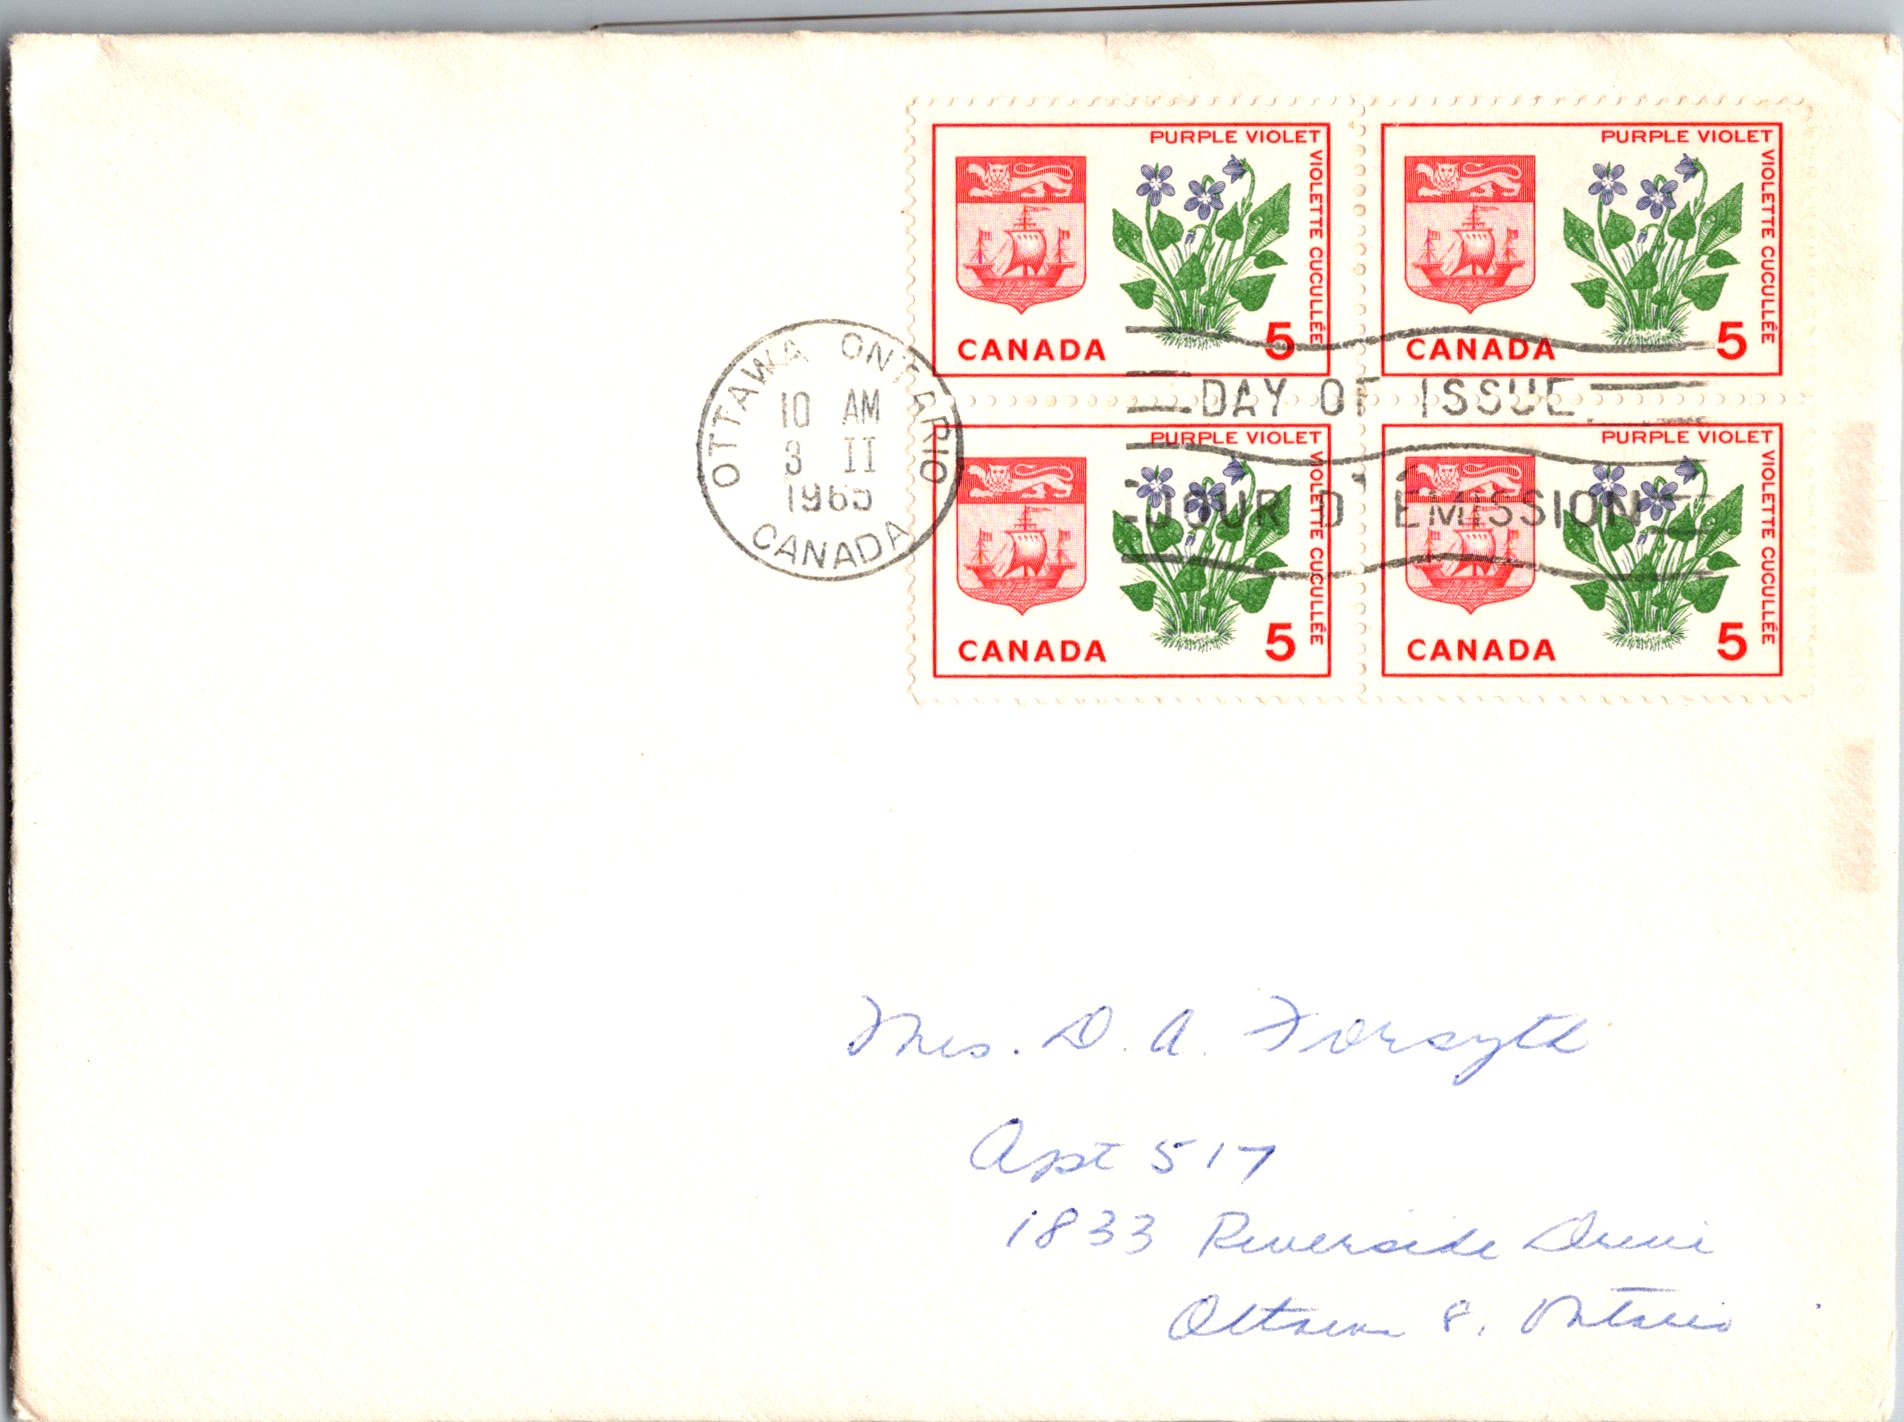 PURPLE VIOLET
VIOLETTE CUCULLÉE
CANADA 5
PURPLE VIOLET
VIOLETTE CUCULLÉE
CANADA 5
OTTAWA ONTARIO
10 AM
3 II
1965
CANADA
DAY OF ISSUE
JOUR D'EMISSION
PURPLE VIOLET
VIOLETTE CUCULLÉE
CANADA 5
PURPLE VIOLET
VIOLETTE CUCULLÉE
CANADA 5
Mrs. D. A. Forsyth
Apt 517
1833 Riverside Drive
Ottawa 8, Ontario